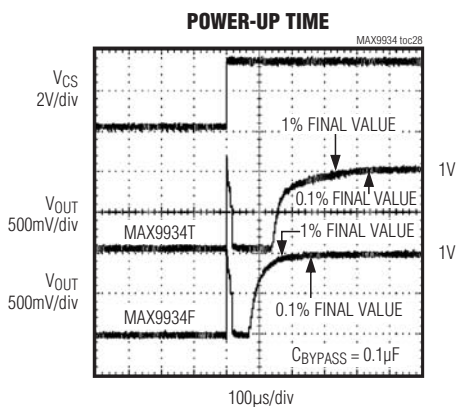 POWER-UP TIME
MAX9934 toc28
VCS
2V/div
1% FINAL VALUE
1V
0.1% FINAL VALUE
VOUT
500mV/div
MAX9934T
1% FINAL VALUE
1V
VOUT
500mV/div
MAX9934F
0.1% FINAL VALUE
CBYPASS = 0.1µF
100µs/div